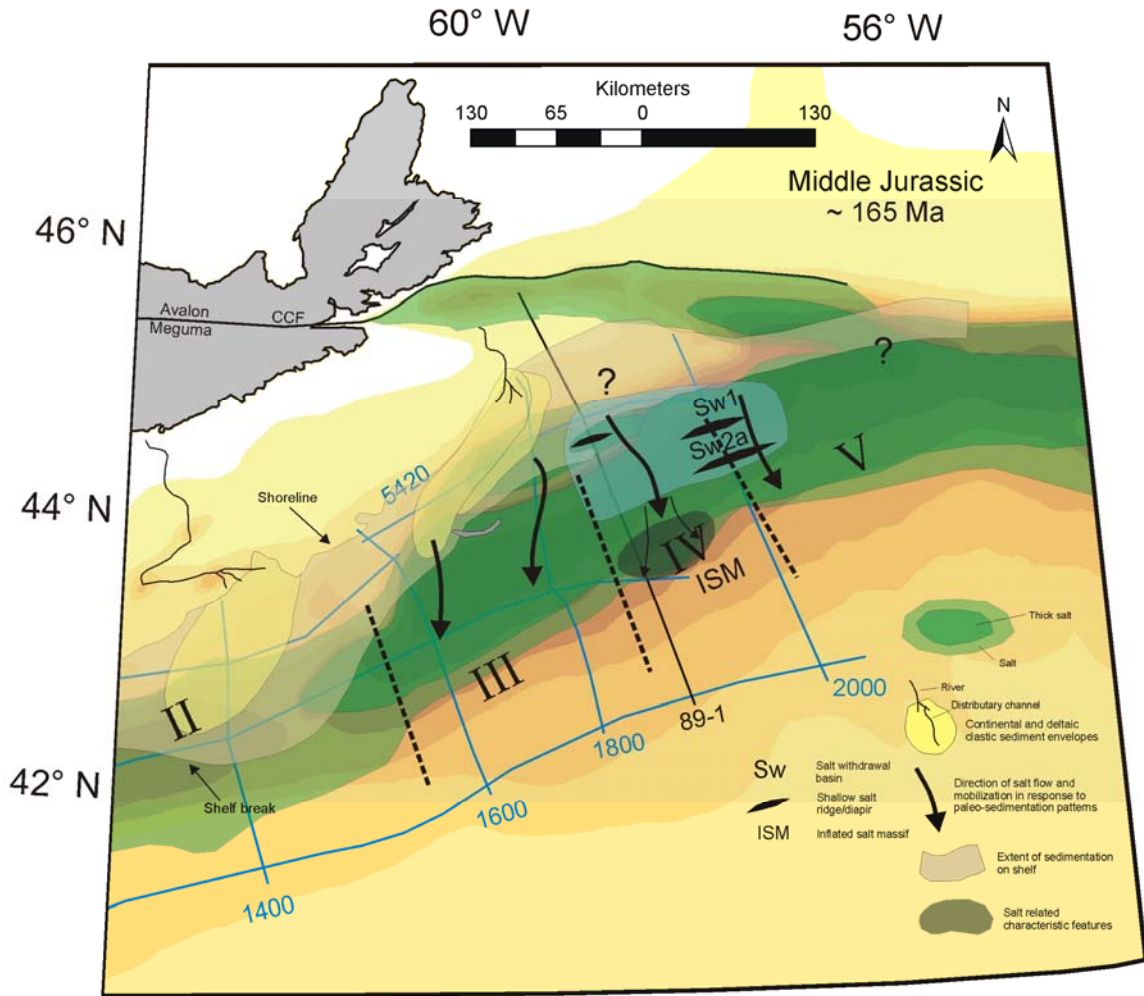 60° W
56° W
Kilometers
130 65 0 130
N
Middle Jurassic
~ 165 Ma
46° N
Avalon
Meguma
CCF
?
?
Sw1
Sw2a
V
5420
44° N
Shoreline
IV
ISM
Thick salt
Salt
III
II
River
Distributary channel
Continental and deltaic
clastic sediment envelopes
2000
89-1
1800
42° N
Shelf break
1600
Sw
Salt withdrawal
basin
Shallow salt
ridge/diapir
ISM
Inflated salt massif
Direction of salt flow and
mobilization in response to
paleo-sedimentation patterns
Extent of sedimentation
on shelf
1400
Salt related
characteristic features